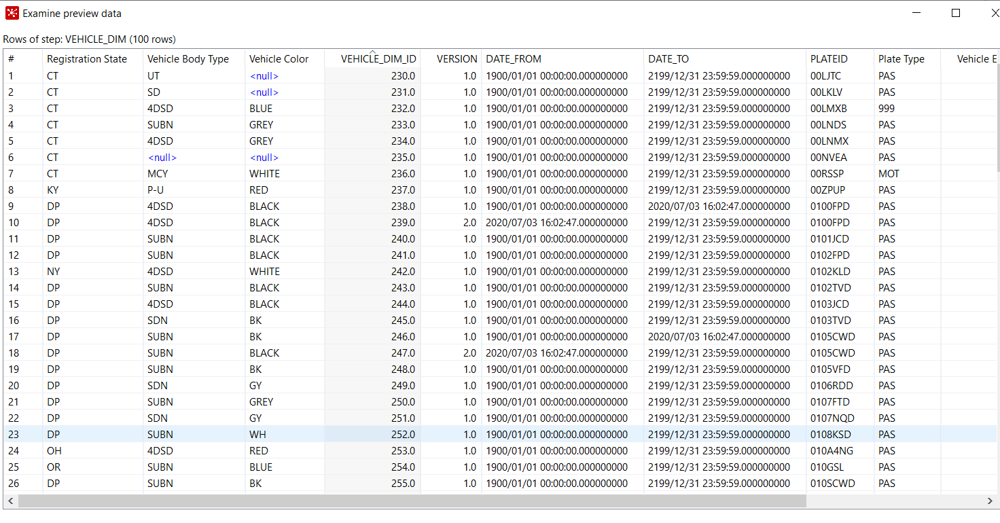 Examine preview data
Rows of step: VEHICLE_DIM (100 rows)
# Registration State Vehicle Body Type Vehicle Color VEHICLE_DIM_ID VERSION DATE_FROM DATE_TO PLATEID Plate Type Vehicle E
1 CT UT <null> 230.0 1.0 1900/01/01 00:00:00.000000000 2199/12/31 23:59:59.000000000 00LJTC PAS
2 CT SD <null> 231.0 1.0 1900/01/01 00:00:00.000000000 2199/12/31 23:59:59.000000000 00LKLV PAS
3 CT 4DSD BLUE 232.0 1.0 1900/01/01 00:00:00.000000000 2199/12/31 23:59:59.000000000 00LMXB 999
4 CT SUBN GREY 233.0 1.0 1900/01/01 00:00:00.000000000 2199/12/31 23:59:59.000000000 00LNDS PAS
5 CT 4DSD GREY 234.0 1.0 1900/01/01 00:00:00.000000000 2199/12/31 23:59:59.000000000 00LNMX PAS
6 CT <null> <null> 235.0 1.0 1900/01/01 00:00:00.000000000 2199/12/31 23:59:59.000000000 00NVEA PAS
7 CT MCY WHITE 236.0 1.0 1900/01/01 00:00:00.000000000 2199/12/31 23:59:59.000000000 00RSSP MOT
8 KY P-U RED 237.0 1.0 1900/01/01 00:00:00.000000000 2199/12/31 23:59:59.000000000 00ZPUP PAS
9 DP 4DSD BLACK 238.0 1.0 1900/01/01 00:00:00.000000000 2020/07/03 16:02:47.000000000 0100FPD PAS
10 DP 4DSD BLACK 239.0 2.0 2020/07/03 16:02:47.000000000 2199/12/31 23:59:59.000000000 0100FPD PAS
11 DP SUBN BLACK 240.0 1.0 1900/01/01 00:00:00.000000000 2199/12/31 23:59:59.000000000 0101JCD PAS
12 DP SUBN BLACK 241.0 1.0 1900/01/01 00:00:00.000000000 2199/12/31 23:59:59.000000000 0102FPD PAS
13 NY 4DSD WHITE 242.0 1.0 1900/01/01 00:00:00.000000000 2199/12/31 23:59:59.000000000 0102KLD PAS
14 DP SUBN BLACK 243.0 1.0 1900/01/01 00:00:00.000000000 2199/12/31 23:59:59.000000000 0102TVD PAS
15 DP 4DSD BLACK 244.0 1.0 1900/01/01 00:00:00.000000000 2199/12/31 23:59:59.000000000 0103JCD PAS
16 DP SDN BK 245.0 1.0 1900/01/01 00:00:00.000000000 2199/12/31 23:59:59.000000000 0103TVD PAS
17 DP SUBN BK 246.0 1.0 1900/01/01 00:00:00.000000000 2020/07/03 16:02:47.000000000 0105CWD PAS
18 DP SUBN BLACK 247.0 2.0 2020/07/03 16:02:47.000000000 2199/12/31 23:59:59.000000000 0105CWD PAS
19 DP SUBN BK 248.0 1.0 1900/01/01 00:00:00.000000000 2199/12/31 23:59:59.000000000 0105VFD PAS
20 DP SDN GY 249.0 1.0 1900/01/01 00:00:00.000000000 2199/12/31 23:59:59.000000000 0106RDD PAS
21 DP SUBN GREY 250.0 1.0 1900/01/01 00:00:00.000000000 2199/12/31 23:59:59.000000000 0107FTD PAS
22 DP SDN GY 251.0 1.0 1900/01/01 00:00:00.000000000 2199/12/31 23:59:59.000000000 0107NQD PAS
23 DP SUBN WH 252.0 1.0 1900/01/01 00:00:00.000000000 2199/12/31 23:59:59.000000000 0108KSD PAS
24 OH 4DSD RED 253.0 1.0 1900/01/01 00:00:00.000000000 2199/12/31 23:59:59.000000000 010A4NG PAS
25 OR SUBN BLUE 254.0 1.0 1900/01/01 00:00:00.000000000 2199/12/31 23:59:59.000000000 010GSL PAS
26 DP SUBN BK 255.0 1.0 1900/01/01 00:00:00.000000000 2199/12/31 23:59:59.000000000 010SCWD PAS